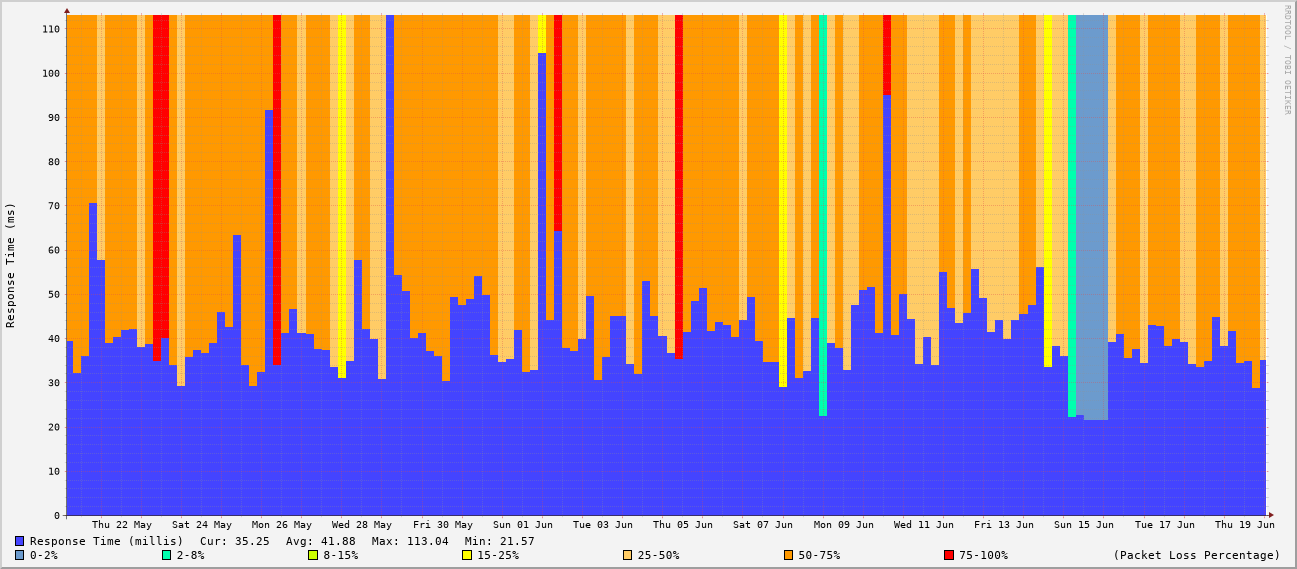 RRDTOOL / TOBI OETIKER
Response Time (ms)
110
100
90
80
70
60
50
40
30
20
10
0
Thu 22 May Sat 24 May Mon 26 May Wed 28 May Fri 30 May Sun 01 Jun Tue 03 Jun Thu 05 Jun Sat 07 Jun Mon 09 Jun Wed 11 Jun Fri 13 Jun Sun 15 Jun Tue 17 Jun Thu 19 Jun
Response Time (millis) Cur: 35.25 Avg: 41.88 Max: 113.04 Min: 21.57
0-2% 2-8% 8-15% 15-25% 25-50% 50-75% 75-100% (Packet Loss Percentage)